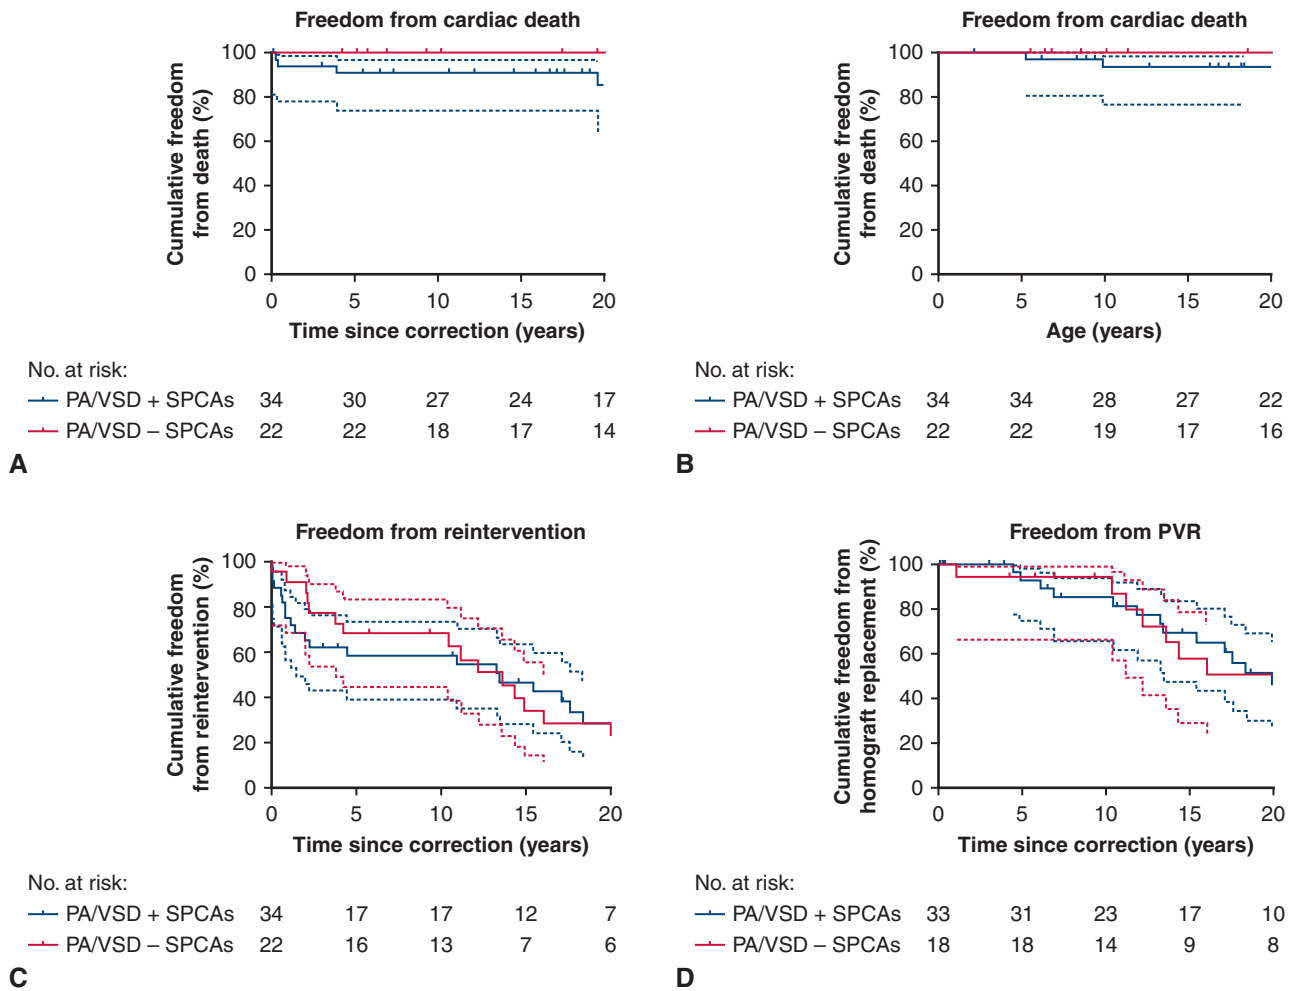 Freedom from cardiac death
Cumulative freedom
from death (%)
100
80
60
40
20
0
0 5 10 15 20
Time since correction (years)
No. at risk:
PA/VSD + SPCAs 34 30 27 24 17
PA/VSD – SPCAs 22 22 18 17 14
A
Freedom from cardiac death
Cumulative freedom
from death (%)
100
80
60
40
20
0
0 5 10 15 20
Age (years)
No. at risk:
PA/VSD + SPCAs 34 34 28 27 22
PA/VSD – SPCAs 22 22 19 17 16
B
Freedom from reintervention
Cumulative freedom
from reintervention (%)
100
80
60
40
20
0
0 5 10 15 20
Time since correction (years)
No. at risk:
PA/VSD + SPCAs 34 17 17 12 7
PA/VSD – SPCAs 22 16 13 7 6
C
Freedom from PVR
Cumulative freedom from
homograft replacement (%)
100
80
60
40
20
0
0 5 10 15 20
Time since correction (years)
No. at risk:
PA/VSD + SPCAs 33 31 23 17 10
PA/VSD – SPCAs 18 18 14 9 8
D